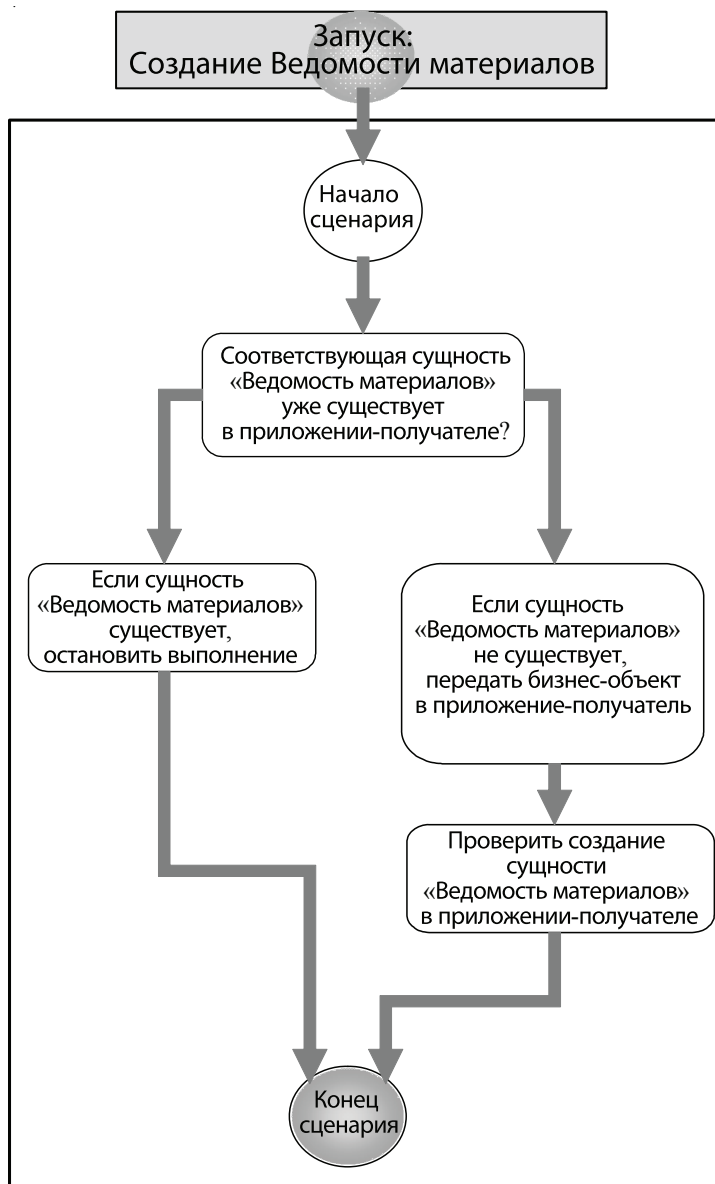 Запуск:
Создание Ведомости материалов
Начало
сценария
Соответствующая сущность
«Ведомость материалов»
уже существует
в приложении-получателе?
Если сущность
«Ведомость материалов»
существует,
остановить выполнение
Если сущность
«Ведомость материалов»
не существует,
передать бизнес-объект
в приложение-получатель
Проверить создание
сущности
«Ведомость материалов»
в приложении-получателе
Конец
сценария